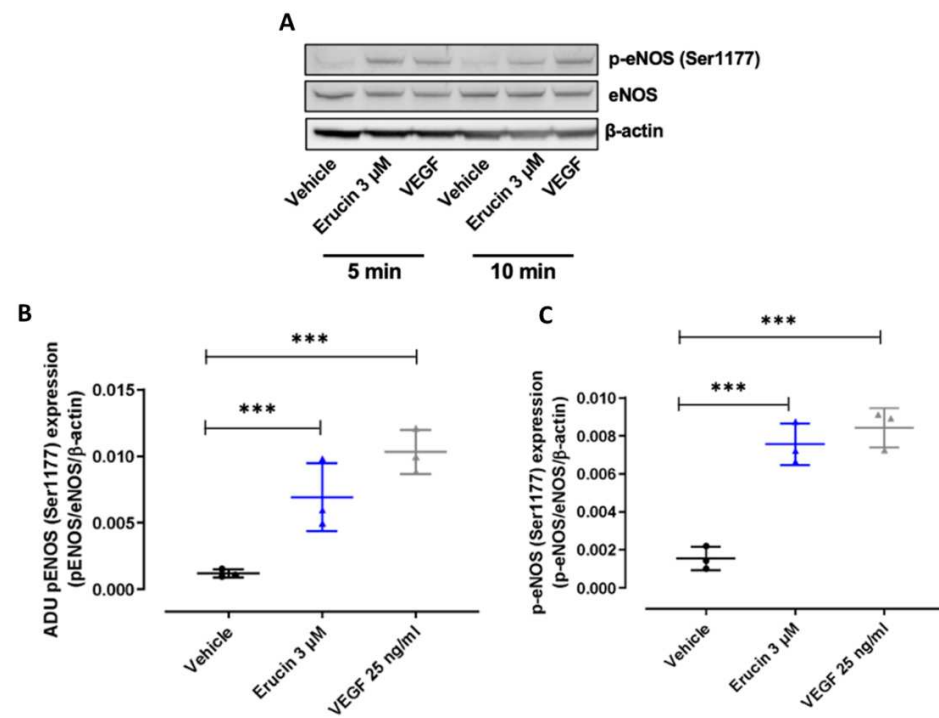 A
p-eNOS (Ser1177)
eNOS
β-actin
Vehicle
Erucin 3 µM
VEGF
Vehicle
Erucin 3 µM
VEGF
5 min
10 min
B
***
***
ADU pENOS (Ser1177) expression
(pENOS/eNOS/β-actin)
0.015
0.010
0.005
0.000
Vehicle
Erucin 3 µM
VEGF 25 ng/ml
C
***
***
p-eNOS (Ser1177) expression
(p-eNOS/eNOS/β-actin)
0.010
0.008
0.006
0.004
0.002
0.000
Vehicle
Erucin 3 µM
VEGF 25 ng/ml